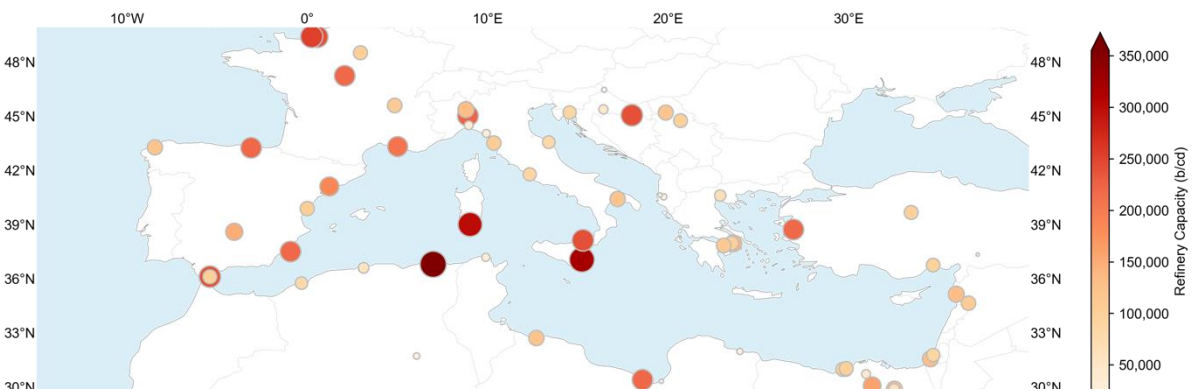 10°W 0° 10°E 20°E 30°E
48°N 48°N
45°N 45°N
42°N 42°N
39°N 39°N
36°N 36°N
33°N 33°N
30°N 30°N
350,000
300,000
250,000
200,000
150,000
100,000
50,000
Refinery Capacity (b/cd)